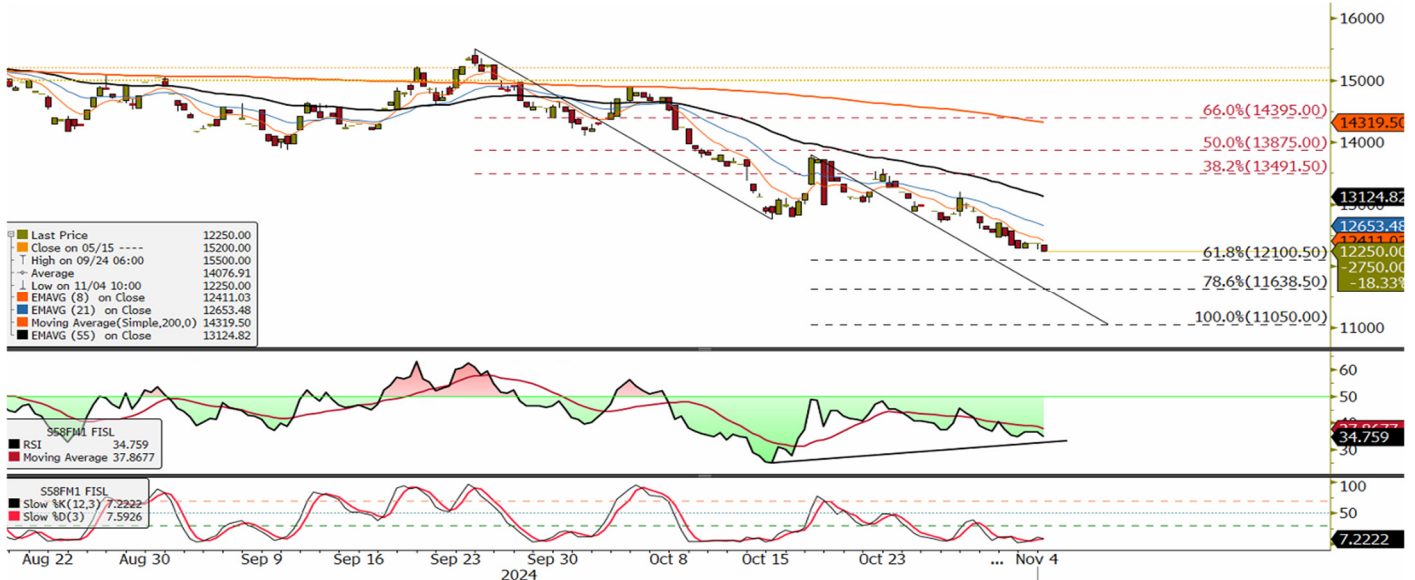 16000
15000
66.0%(14395.00)
14319.50
14000
50.0%(13875.00)
38.2%(13491.50)
13124.82
12653.48
12411.03
61.8%(12100.50)
12250.00
-2750.00
-18.33%
78.6%(11638.50)
100.0%(11050.00)
11000
Last Price 12250.00
Close on 05/15 ---- 15200.00
High on 09/24 06:00 15500.00
Average 14076.91
Low on 11/04 10:00 12250.00
EMAVG (8) on Close 12411.03
EMAVG (21) on Close 12653.48
Moving Average(Simple,200,0) 14319.50
EMAVG (55) on Close 13124.82
60
50
37.8677
34.759
30
S58FM1 FISL
RSI 34.759
Moving Average 37.8677
100
50
7.2222
S58FM1 FISL
Slow %K(12,3) 7.2222
Slow %D(3) 7.5926
Aug 22 Aug 30 Sep 9 Sep 16 Sep 23 Sep 30 Oct 8 Oct 15 Oct 23 ... Nov 4
2024